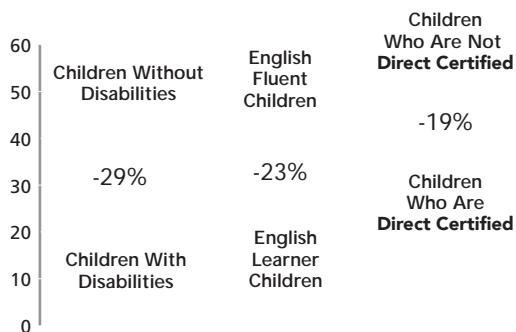 Children
Who Are Not
Direct Certified
English
Fluent
Children
Children Without
Disabilities
-19%
-29%
-23%
Children
Who Are
Direct Certified
English
Learner
Children
Children With
Disabilities
60
50
40
30
20
10
0